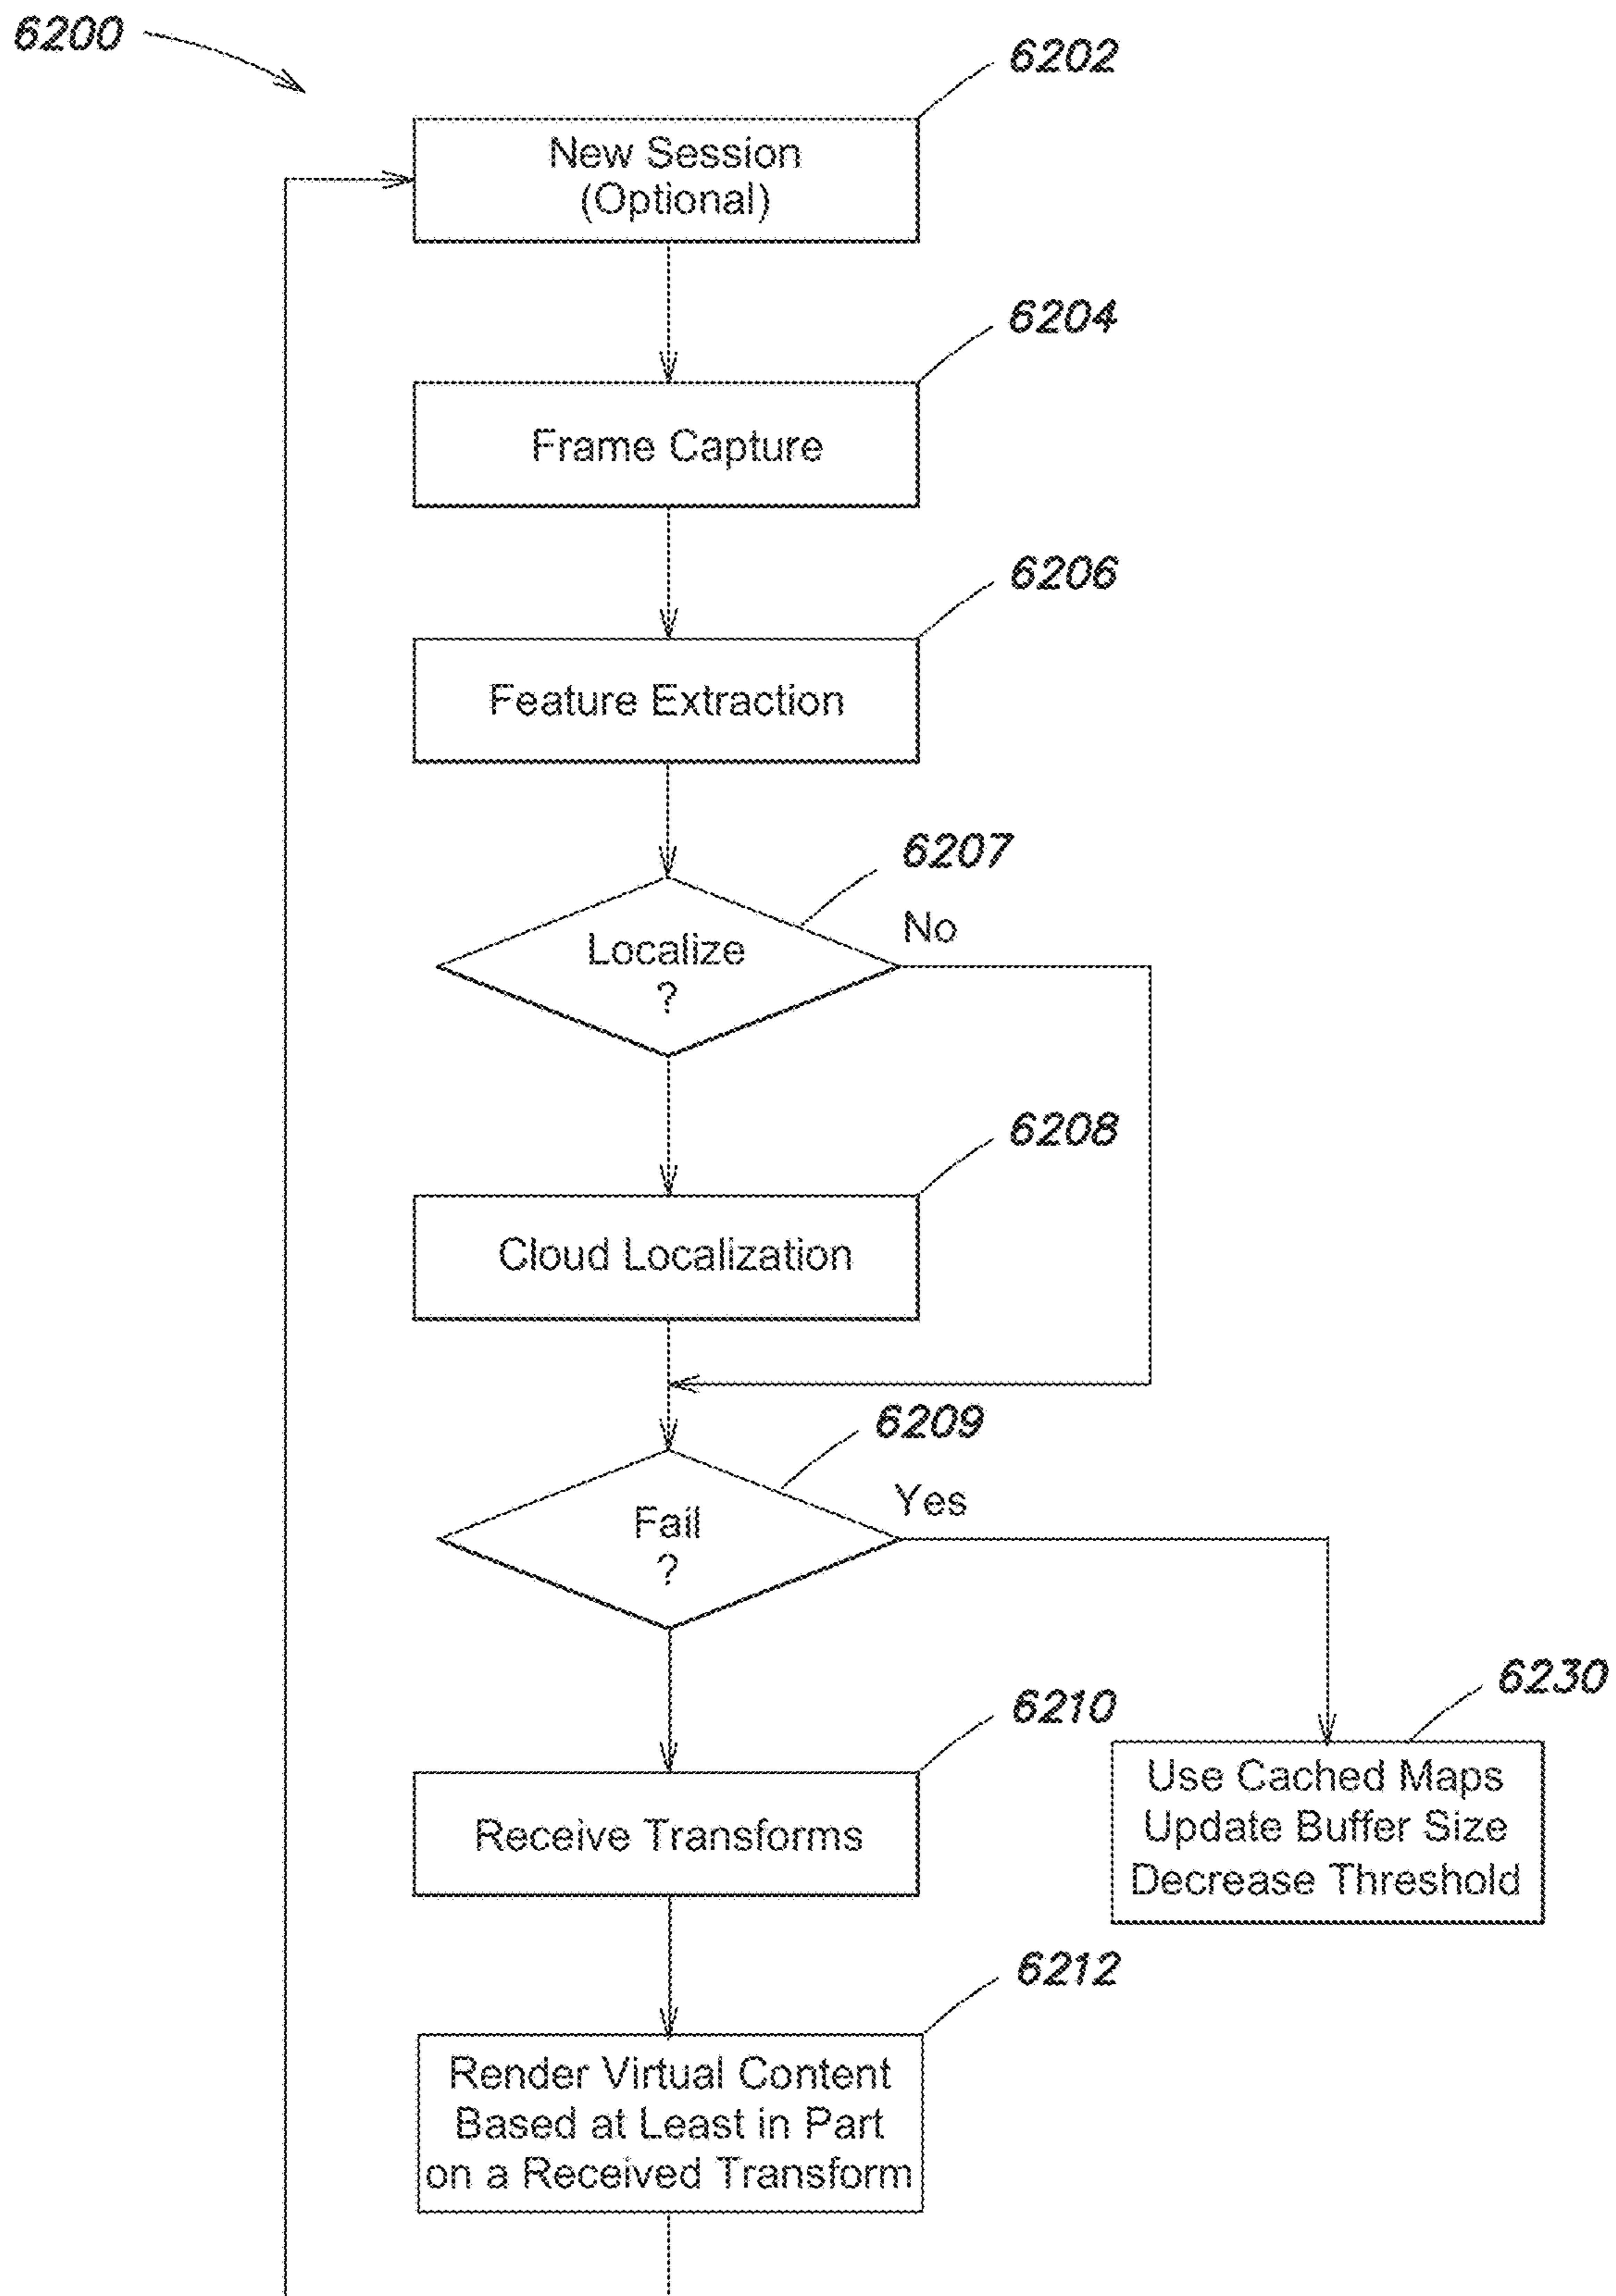 6200
6202
New Session
(Optional)
6204
Frame Capture
6206
Feature Extraction
6207
Localize
?
No
6208
Cloud Localization
6209
Fail
?
Yes
6210
Receive Transforms
6230
Use Cached Maps
Update Buffer Size
Decrease Threshold
6212
Render Virtual Content
Based at Least in Part
on a Received Transform